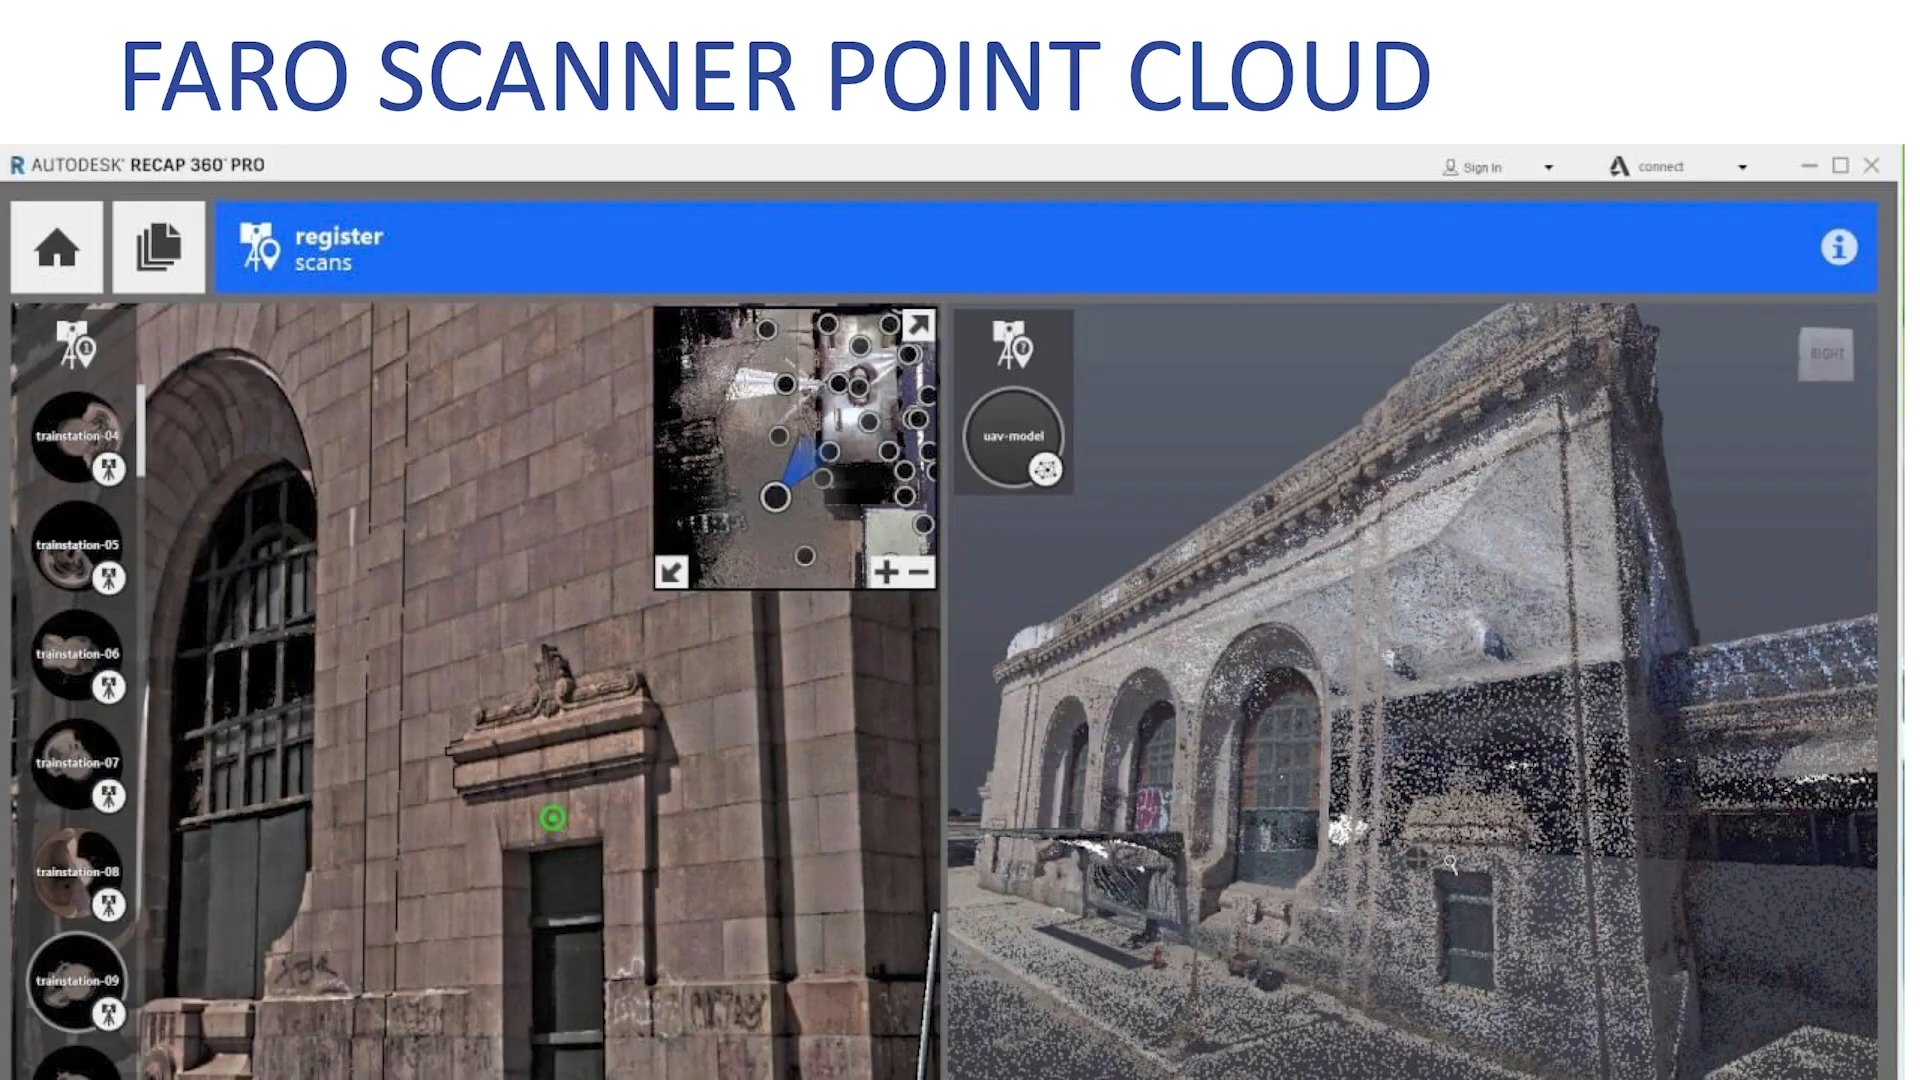 FARO SCANNER POINT CLOUD
R AUTODESK® RECAP 360™ PRO
Sign In
connect
register
scans
trainstation-04
trainstation-05
trainstation-06
trainstation-07
trainstation-08
trainstation-09
uav-model
RIGHT